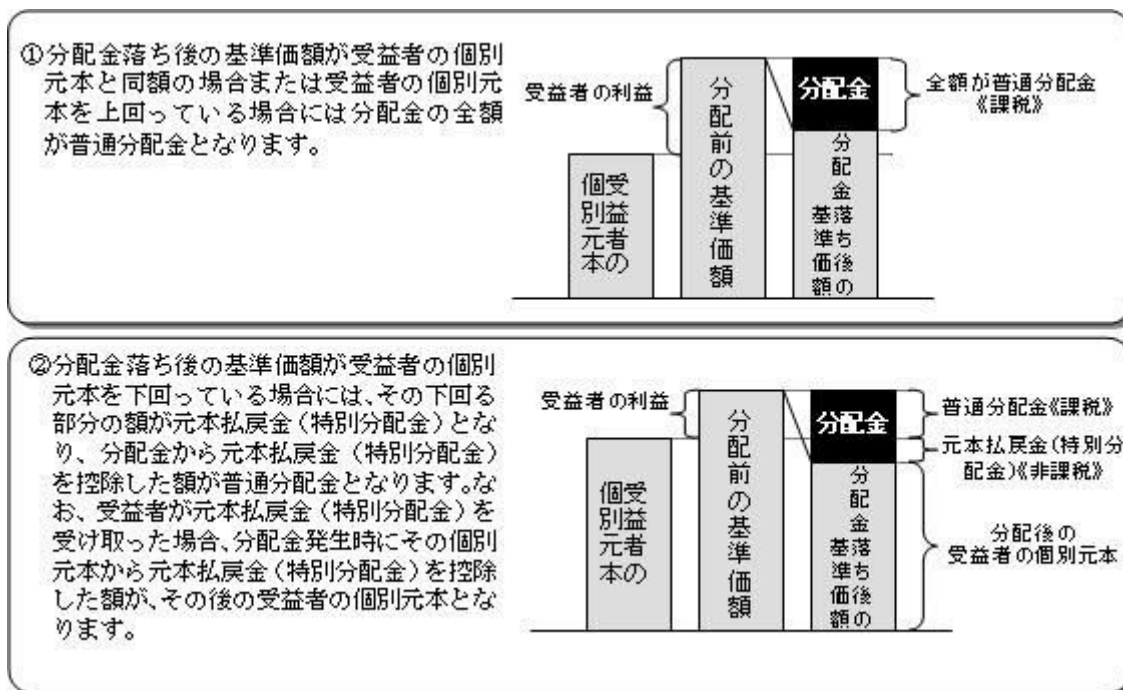 ①分配金落ち後の基準価額が受益者の個別
元本と同額の場合または受益者の個別元
本を上回っている場合には分配金の全額
が普通分配金となります。
受益者の利益
受益者の
個別元本
分配前の基準価額
分配金
分配金落ち後の
基準価額
全額が普通分配金
《課税》
②分配金落ち後の基準価額が受益者の個別
元本を下回っている場合には、その下回る
部分の額が元本払戻金(特別分配金)とな
り、分配金から元本払戻金(特別分配金)
を控除した額が普通分配金となります。な
お、受益者が元本払戻金(特別分配金)を
受け取った場合、分配金発生時にその個別
元本から元本払戻金(特別分配金)を控除
した額が、その後の受益者の個別元本とな
ります。
受益者の利益
受益者の
個別元本
分配前の基準価額
分配金
分配金落ち後の
基準価額
普通分配金《課税》
元本払戻金(特別分
配金)《非課税》
分配後の
受益者の個別元本